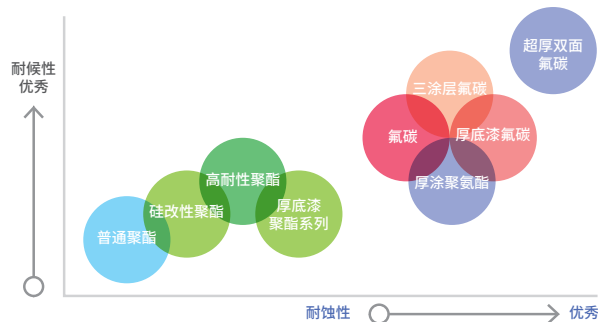 耐候性
优秀
超厚双面
氟碳
三涂层氟碳
氟碳
厚底漆氟碳
厚涂聚氨酯
高耐性聚酯
硅改性聚酯
厚底漆
聚酯系列
普通聚酯
耐蚀性
优秀